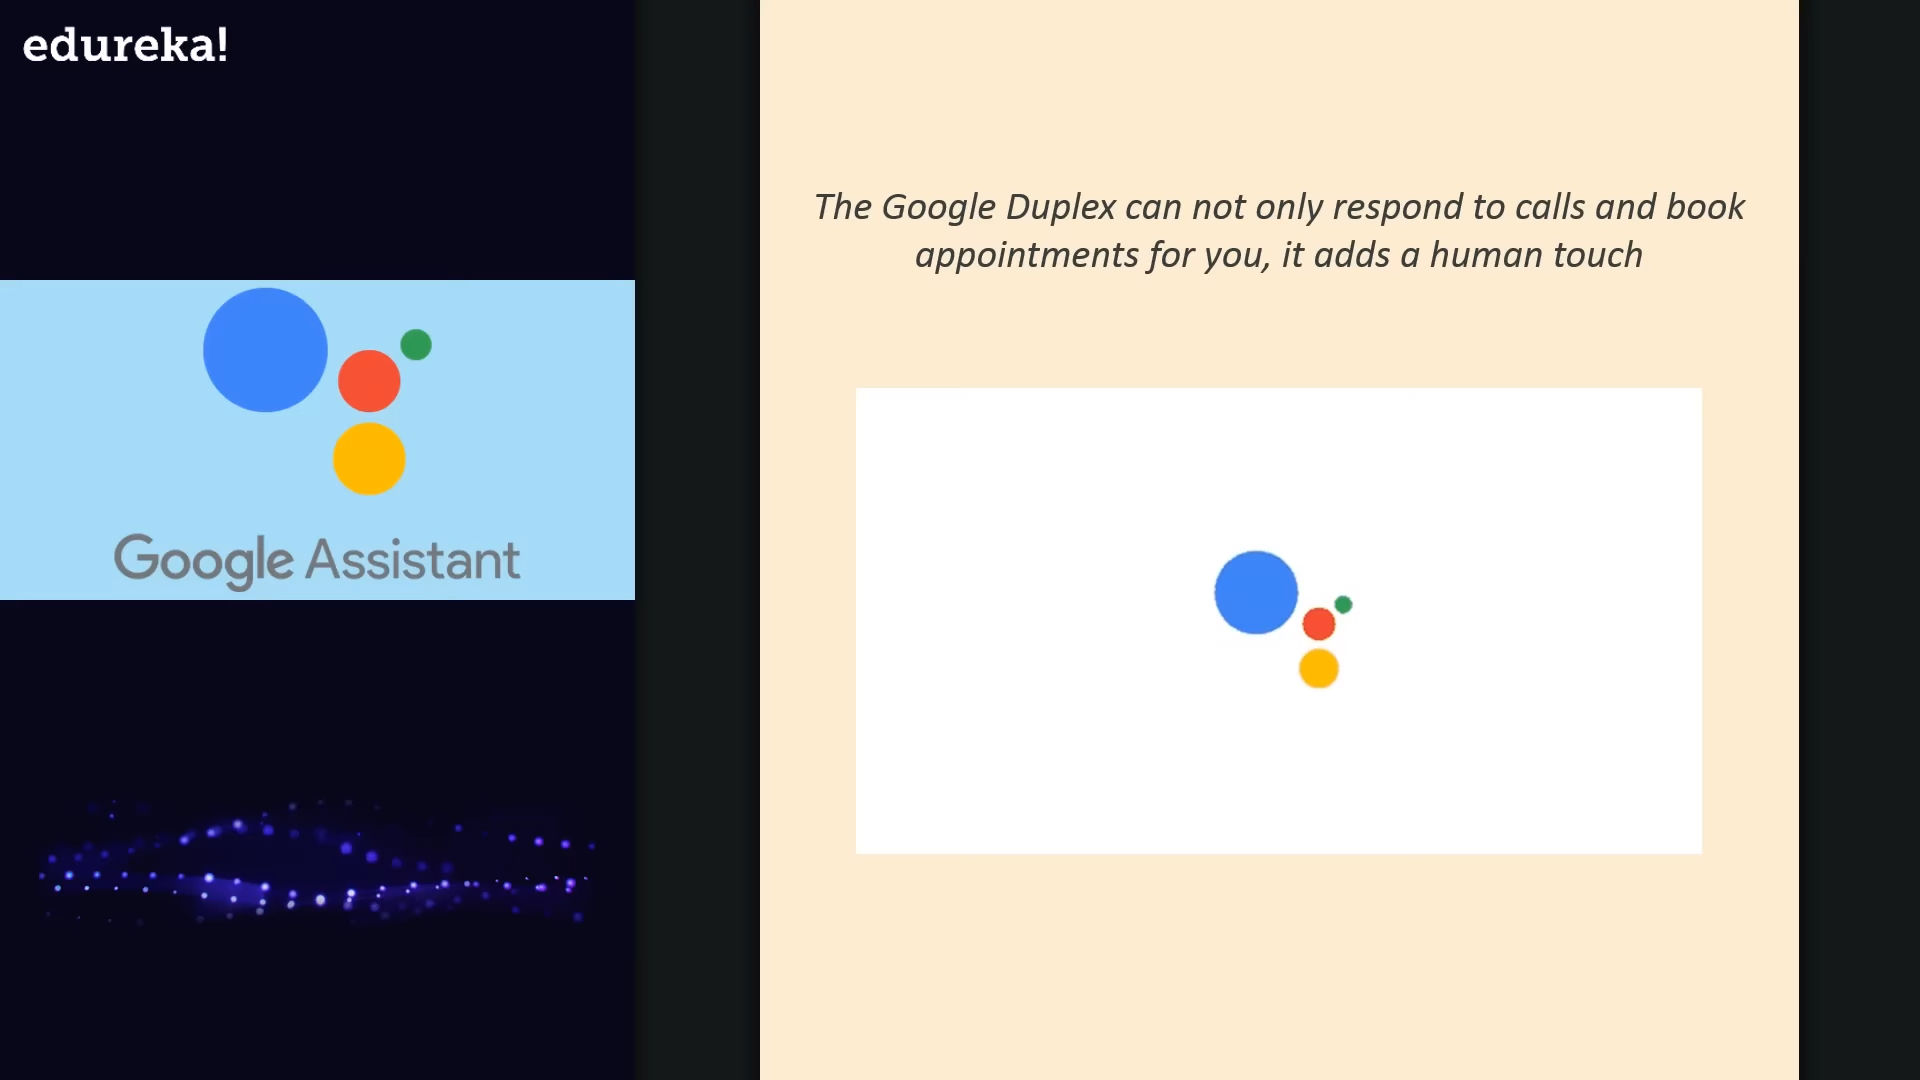 edureka!
Google Assistant
The Google Duplex can not only respond to calls and book
appointments for you, it adds a human touch